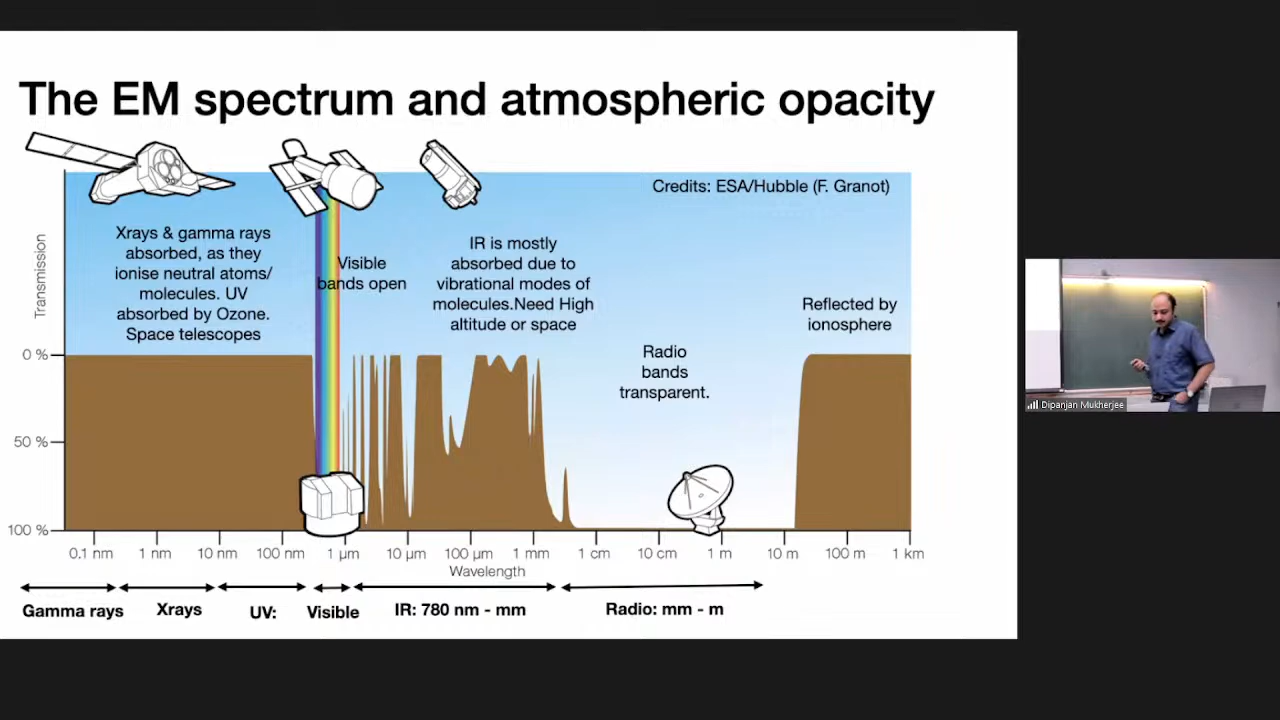 The EM spectrum and atmospheric opacity
Credits: ESA/Hubble (F. Granot)
Transmission
Xrays & gamma rays
absorbed, as they
ionise neutral atoms/
molecules. UV
absorbed by Ozone.
Space telescopes
Visible
bands open
IR is mostly
absorbed due to
vibrational modes of
molecules.Need High
altitude or space
Radio
bands
transparent.
Reflected by
ionosphere
0 %
50 %
100 %
0.1 nm 1 nm 10 nm 100 nm 1 µm 10 µm 100 µm 1 mm 1 cm 10 cm 1 m 10 m 100 m 1 km
Wavelength
Gamma rays Xrays UV: Visible IR: 780 nm - mm Radio: mm - m
Dipanjan Mukherjee